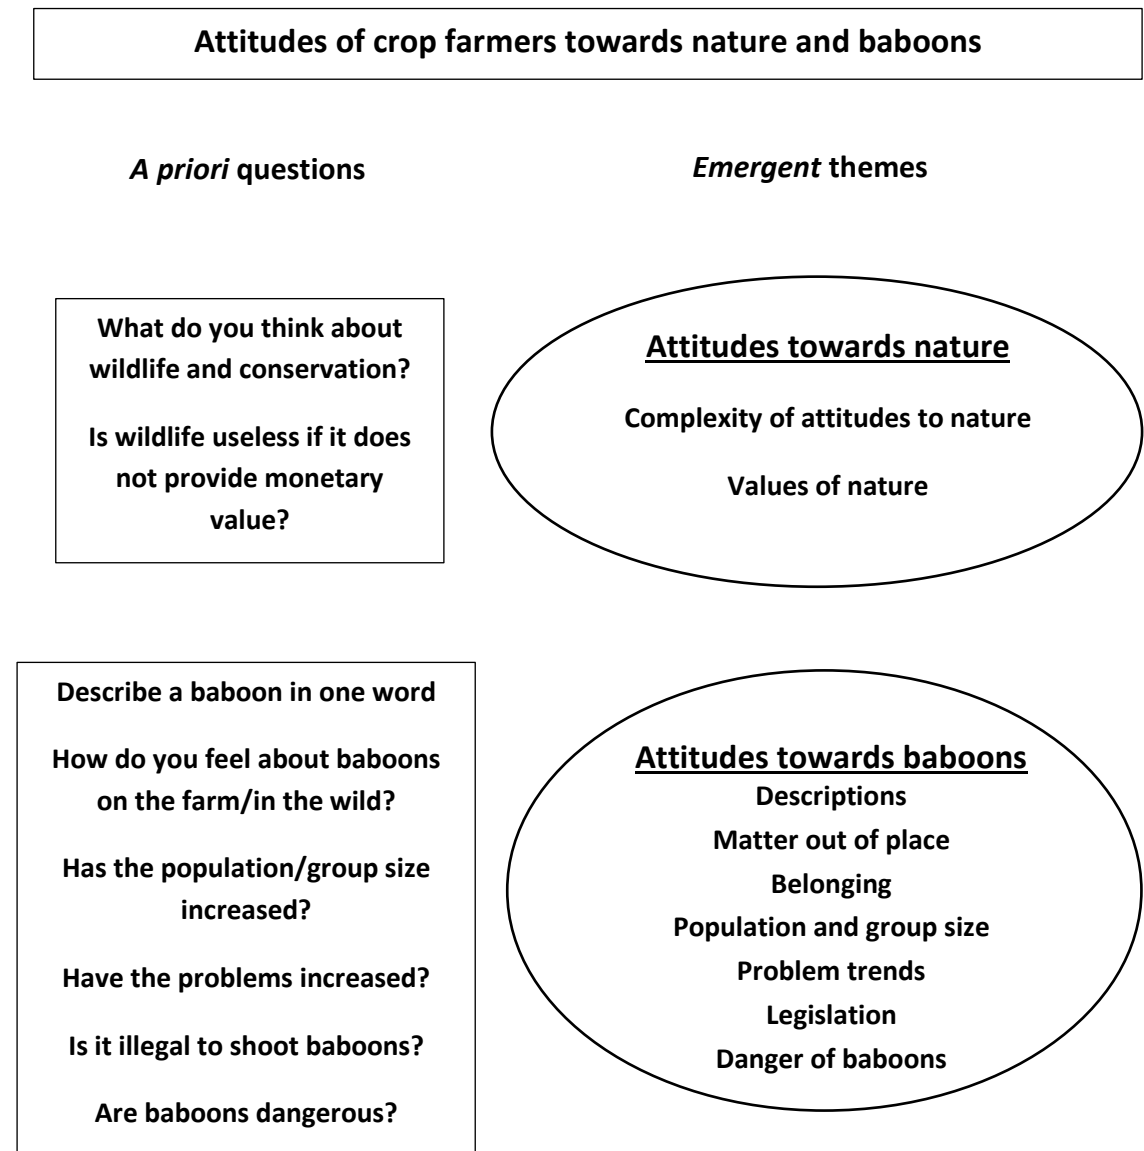 Attitudes of crop farmers towards nature and baboons
A priori questions
Emergent themes
What do you think about
wildlife and conservation?
Is wildlife useless if it does
not provide monetary
value?
Attitudes towards nature
Complexity of attitudes to nature
Values of nature
Describe a baboon in one word
How do you feel about baboons
on the farm/in the wild?
Has the population/group size
increased?
Have the problems increased?
Is it illegal to shoot baboons?
Are baboons dangerous?
Attitudes towards baboons
Descriptions
Matter out of place
Belonging
Population and group size
Problem trends
Legislation
Danger of baboons